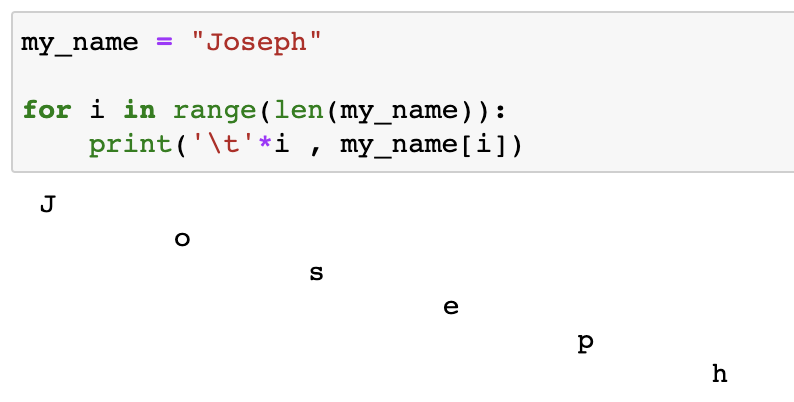 my_name = "Joseph"
for i in range(len(my_name)):
    print('\t'*i , my_name[i])
J
o
s
e
p
h